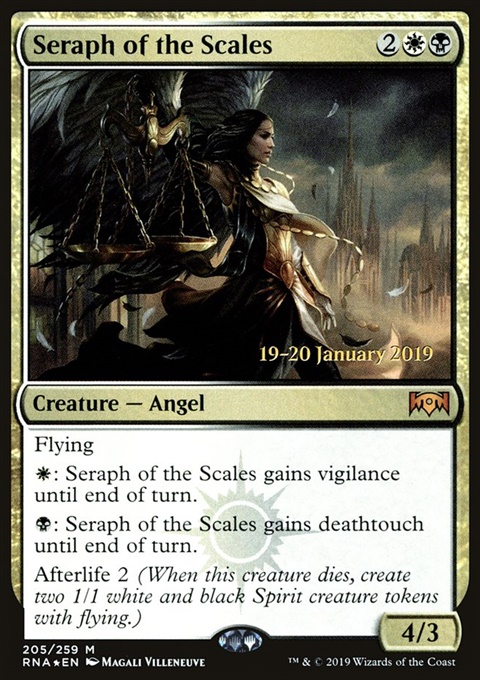 Seraph of the Scales 2
19-20 January 2019
Creature — Angel
Flying
: Seraph of the Scales gains vigilance
until end of turn.
: Seraph of the Scales gains deathtouch
until end of turn.
Afterlife 2 (When this creature dies, create
two 1/1 white and black Spirit creature tokens
with flying.)
4/3
205/259 M
RNA★EN Magali Villeneuve
™ & © 2019 Wizards of the Coast